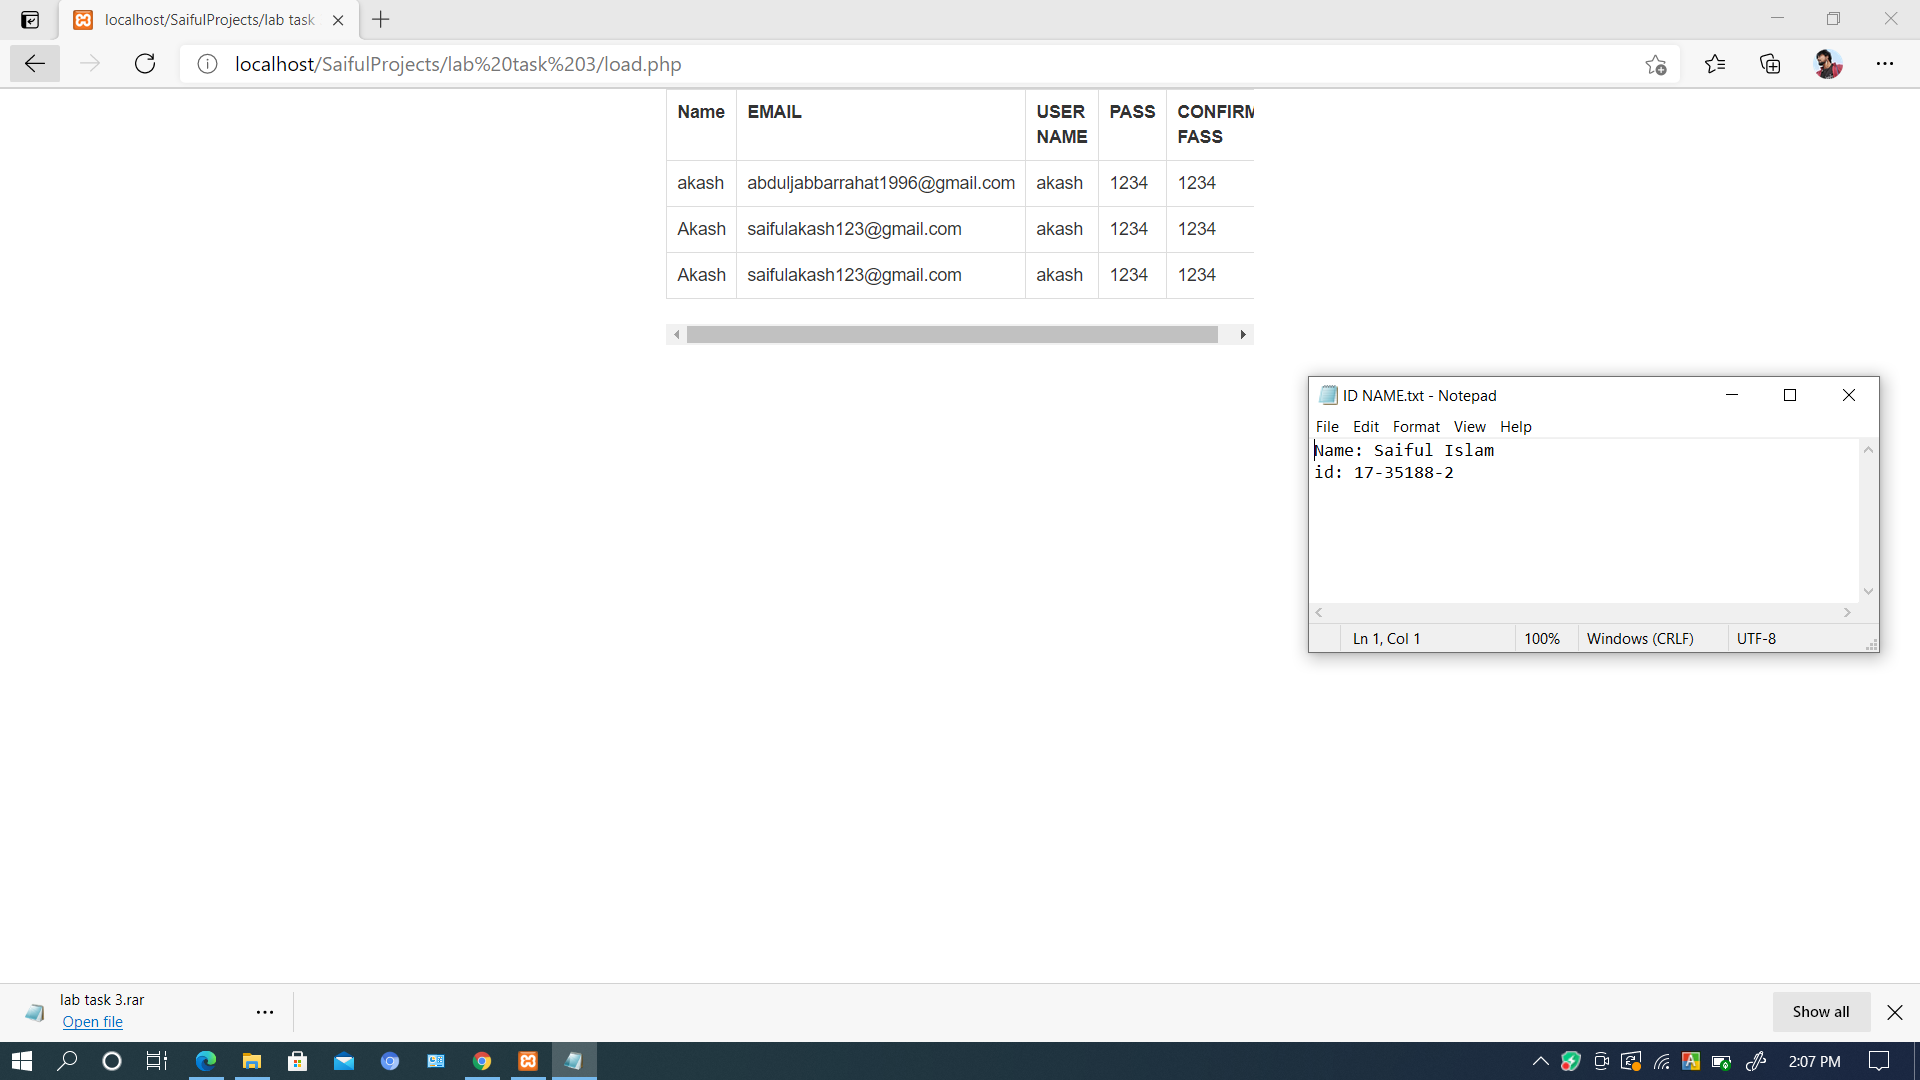 localhost/SaifulProjects/lab task
localhost/SaifulProjects/lab%20task%203/load.php
Name EMAIL USER NAME PASS CONFIRM FASS
akash abduljabbarrahat1996@gmail.com akash 1234 1234
Akash saifulakash123@gmail.com akash 1234 1234
Akash saifulakash123@gmail.com akash 1234 1234
ID NAME.txt - Notepad
File Edit Format View Help
Name: Saiful Islam
id: 17-35188-2
Ln 1, Col 1 100% Windows (CRLF) UTF-8
lab task 3.rar
Open file
Show all
2:07 PM